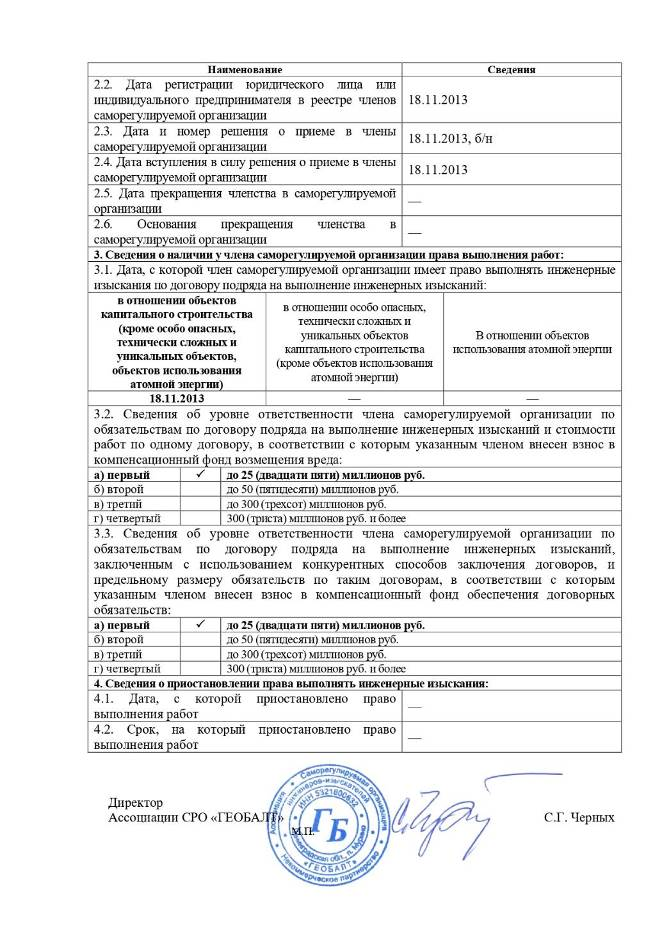 Наименование
Сведения
2.2. Дата регистрации юридического лица или
индивидуального предпринимателя в реестре членов
саморегулируемой организации
18.11.2013
2.3. Дата и номер решения о приеме в члены
саморегулируемой организации
18.11.2013, б/н
2.4. Дата вступления в силу решения о приеме в члены
саморегулируемой организации
18.11.2013
2.5. Дата прекращения членства в саморегулируемой
организации
—
2.6. Основания прекращения членства в
саморегулируемой организации
—
3. Сведения о наличии у члена саморегулируемой организации права выполнения работ:
3.1. Дата, с которой член саморегулируемой организации имеет право выполнять инженерные
изыскания по договору подряда на выполнение инженерных изысканий:
в отношении объектов
капитального строительства
(кроме особо опасных,
технически сложных и
уникальных объектов,
объектов использования
атомной энергии)
в отношении особо опасных,
технически сложных и
уникальных объектов
капитального строительства
(кроме объектов использования
атомной энергии)
В отношении объектов
использования атомной энергии
18.11.2013
—
—
3.2. Сведения об уровне ответственности члена саморегулируемой организации по
обязательствам по договору подряда на выполнение инженерных изысканий и стоимости
работ по одному договору, в соответствии с которым указанным членом внесен взнос в
компенсационный фонд возмещения вреда:
а) первый ✓ до 25 (двадцати пяти) миллионов руб.
б) второй до 50 (пятидесяти) миллионов руб.
в) третий до 300 (трехсот) миллионов руб.
г) четвертый 300 (триста) миллионов руб. и более
3.3. Сведения об уровне ответственности члена саморегулируемой организации по
обязательствам по договору подряда на выполнение инженерных изысканий,
заключенным с использованием конкурентных способов заключения договоров, и
предельному размеру обязательств по таким договорам, в соответствии с которым
указанным членом внесен взнос в компенсационный фонд обеспечения договорных
обязательств:
а) первый ✓ до 25 (двадцати пяти) миллионов руб.
б) второй до 50 (пятидесяти) миллионов руб.
в) третий до 300 (трехсот) миллионов руб.
г) четвертый 300 (триста) миллионов руб. и более
4. Сведения о приостановлении права выполнять инженерные изыскания:
4.1. Дата, с которой приостановлено право
выполнения работ
—
4.2. Срок, на который приостановлено право
выполнения работ
—
Директор
Ассоциации СРО «ГЕОБАЛТ»
С.Г. Черных
М.П.
Ассоциация • Саморегулируемая организация
Некоммерческое партнерство
инженеров-изыскателей
«ГЕОБАЛТ»
ГБ